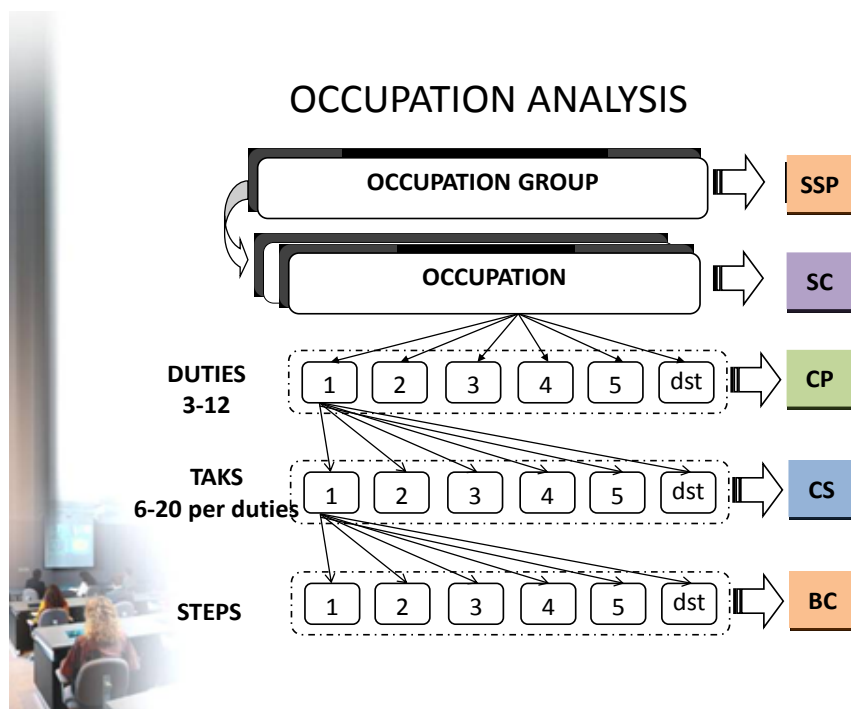 OCCUPATION ANALYSIS
OCCUPATION GROUP
SSP
OCCUPATION
SC
DUTIES
3-12
1 2 3 4 5 dst
CP
TAKS
6-20 per duties
1 2 3 4 5 dst
CS
STEPS
1 2 3 4 5 dst
BC